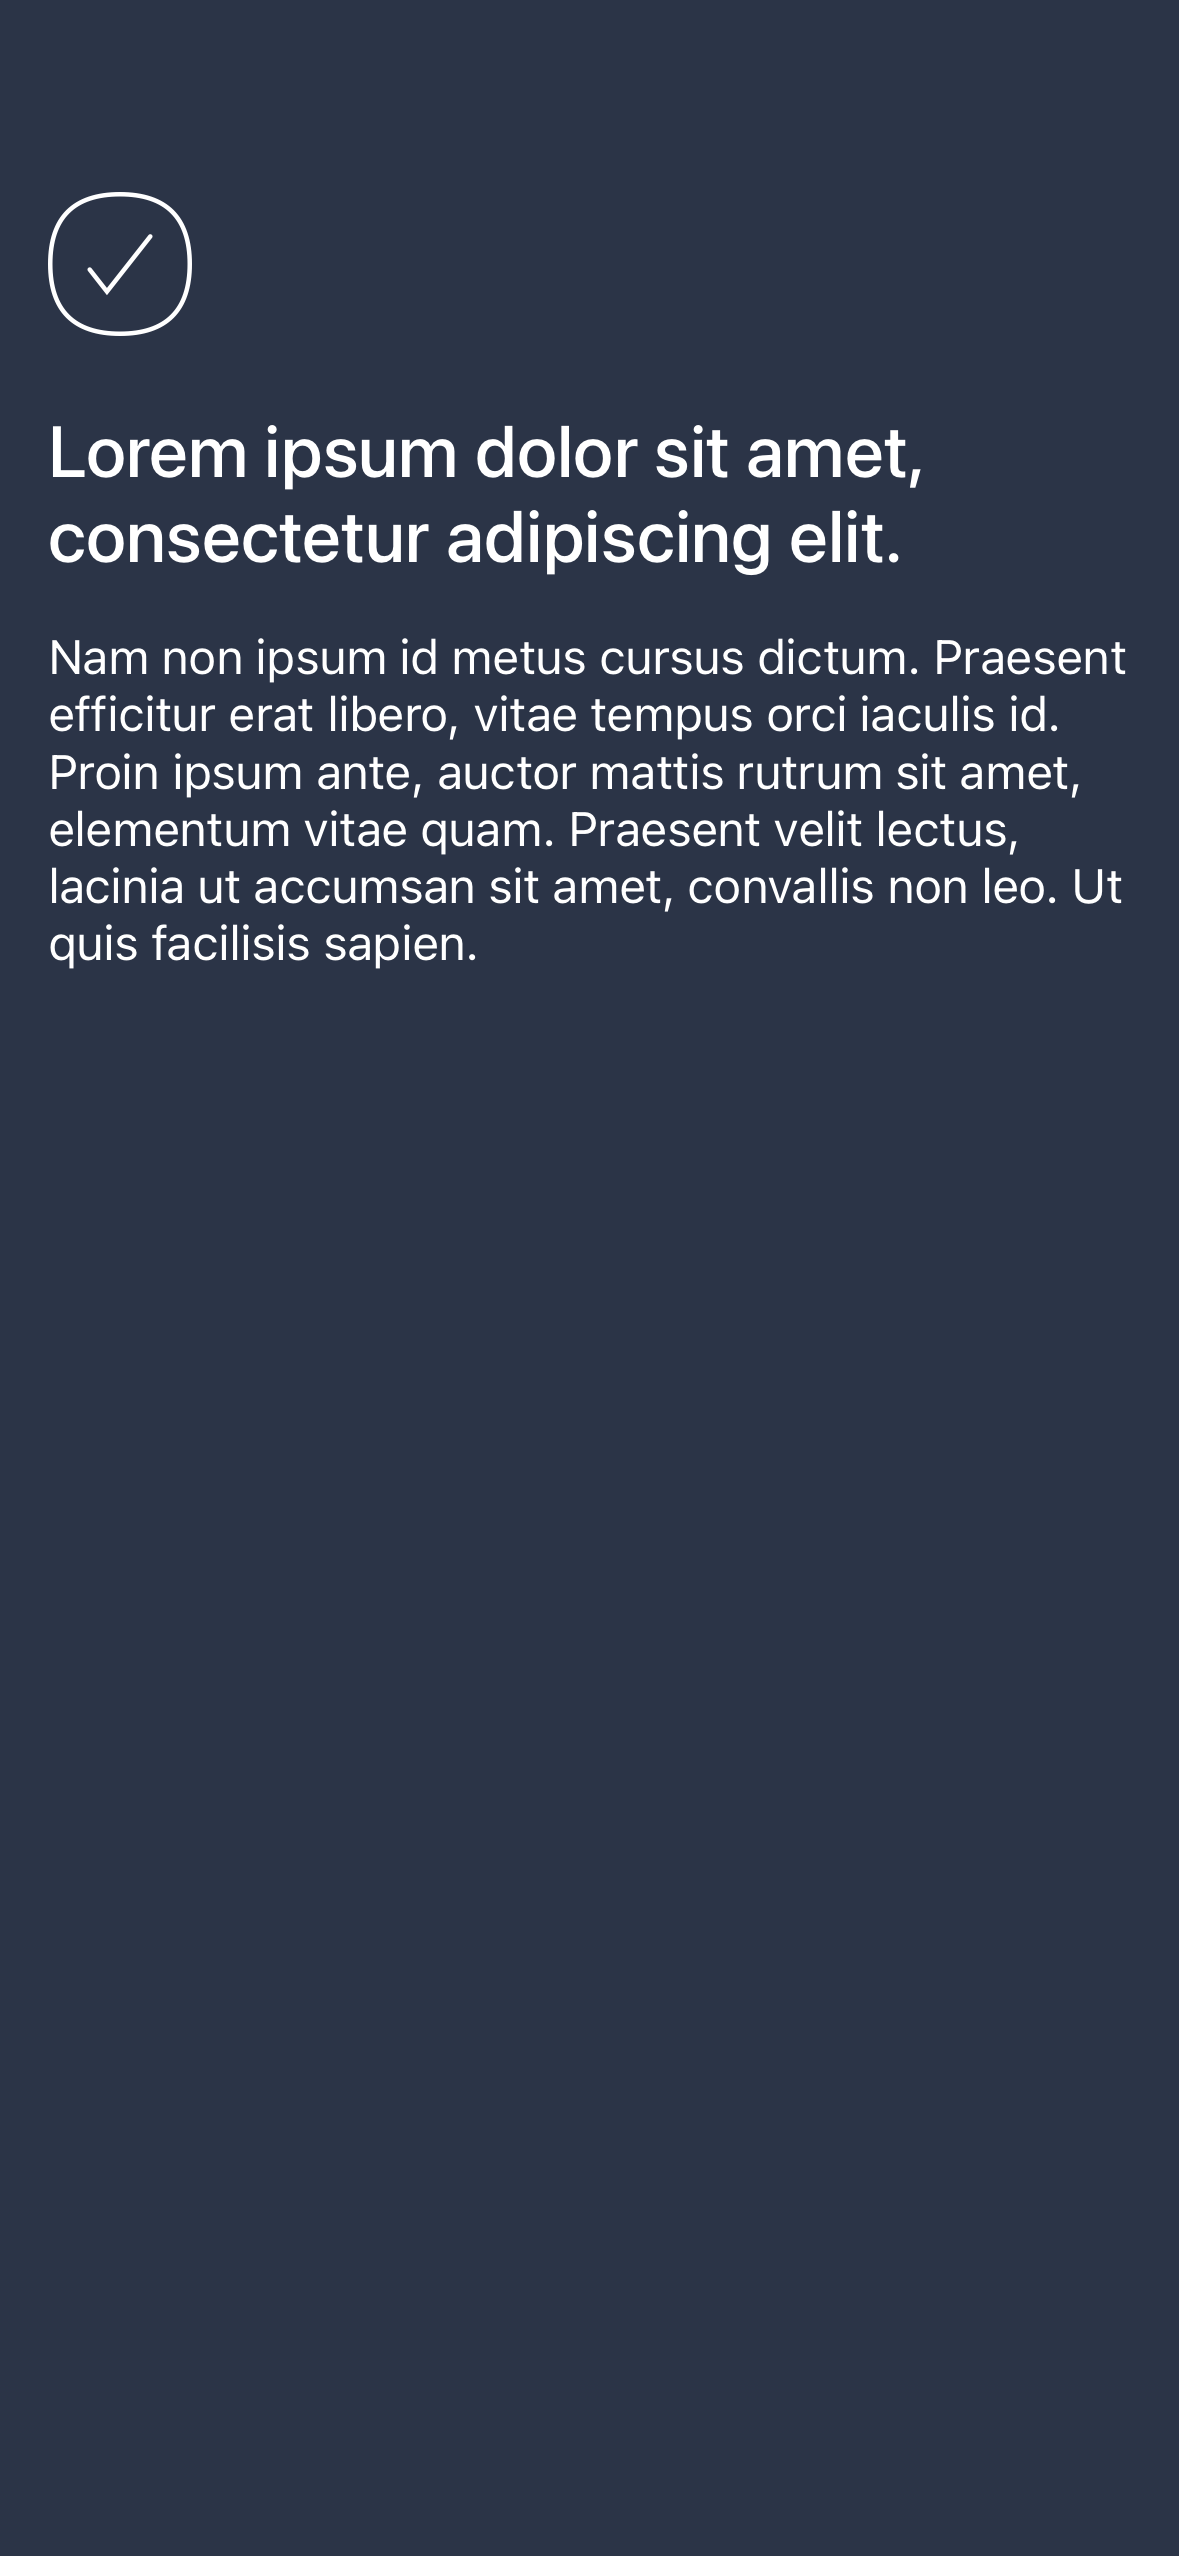 Lorem ipsum dolor sit amet,
consectetur adipiscing elit.
Nam non ipsum id metus cursus dictum. Praesent
efficitur erat libero, vitae tempus orci iaculis id.
Proin ipsum ante, auctor mattis rutrum sit amet,
elementum vitae quam. Praesent velit lectus,
lacinia ut accumsan sit amet, convallis non leo. Ut
quis facilisis sapien.